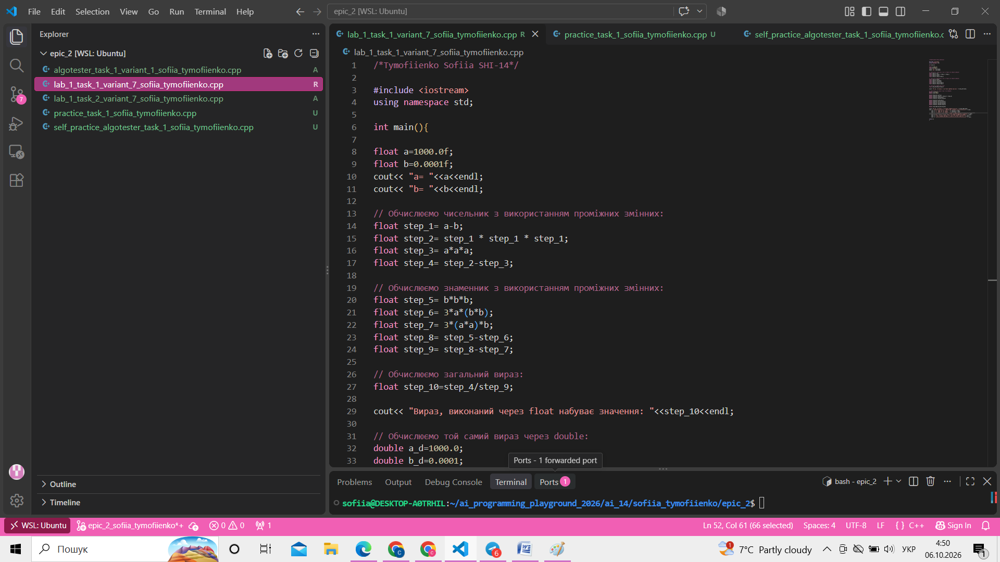 File Edit Selection View Go Run Terminal Help
epic_2 [WSL: Ubuntu]
Explorer
epic_2 [WSL: Ubuntu]
algotester_task_1_variant_1_sofiia_tymofiienko.cpp A
lab_1_task_1_variant_7_sofiia_tymofiienko.cpp R
lab_1_task_2_variant_7_sofiia_tymofiienko.cpp A
practice_task_1_sofiia_tymofiienko.cpp U
self_practice_algotester_task_1_sofiia_tymofiienko.cpp U
7
Outline
Timeline
lab_1_task_1_variant_7_sofiia_tymofiienko.cpp R
practice_task_1_sofiia_tymofiienko.cpp U
self_practice_algotester_task_1_sofiia_tymofiienko.c
lab_1_task_1_variant_7_sofiia_tymofiienko.cpp
1 /*Tymofiienko Sofiia SHI-14*/
2
3 #include <iostream>
4 using namespace std;
5
6 int main(){
7
8 float a=1000.0f;
9 float b=0.0001f;
10 cout<< "a= "<<a<<endl;
11 cout<< "b= "<<b<<endl;
12
13 // Обчислюємо чисельник з використанням проміжних змінних:
14 float step_1= a-b;
15 float step_2= step_1 * step_1 * step_1;
16 float step_3= a*a*a;
17 float step_4= step_2-step_3;
18
19 // Обчислюємо знаменник з використанням проміжних змінних:
20 float step_5= b*b*b;
21 float step_6= 3*a*(b*b);
22 float step_7= 3*(a*a)*b;
23 float step_8= step_5-step_6;
24 float step_9= step_8-step_7;
25
26 // Обчислюємо загальний вираз:
27 float step_10=step_4/step_9;
28
29 cout<< "Вираз, виконаний через float набуває значення: "<<step_10<<endl;
30
31 // Обчислюємо той самий вираз через double:
32 double a_d=1000.0;
33 double b_d=0.0001;
Ports - 1 forwarded port
Problems Output Debug Console Terminal Ports 1
bash - epic_2
sofiia@DESKTOP-A0TRHIL:~/ai_programming_playground_2026/ai_14/sofiia_tymofiienko/epic_2$
WSL: Ubuntu epic_2_sofiia_tymofiienko*+ 0 0 1
Ln 52, Col 61 (66 selected) Spaces: 4 UTF-8 LF { } C++ Sign In
Пошук
6
1 7°C Partly cloudy
УКР
4:50
06.10.2026
1